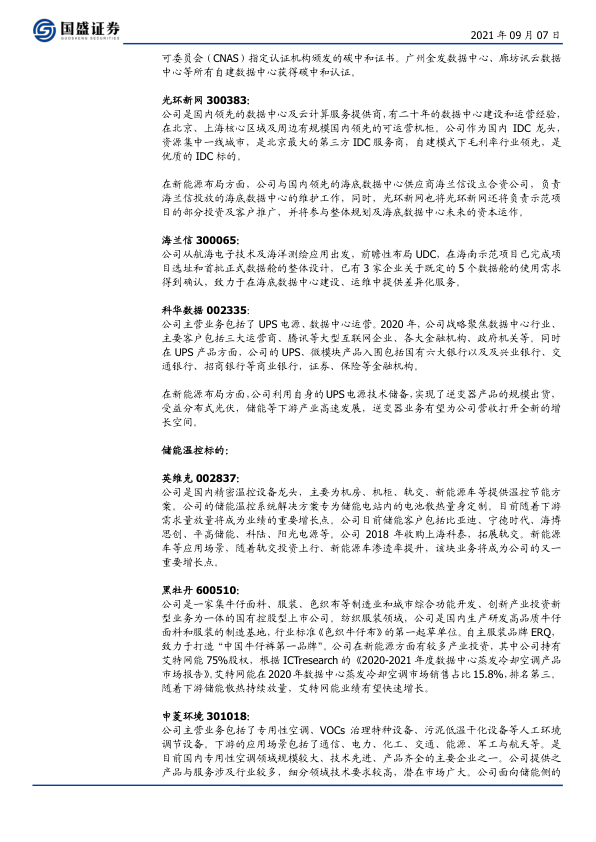 国盛证券
GUOSHENG SECURITIES
2021 年 09 月 07 日
可委员会（CNAS）指定认证机构颁发的碳中和证书。广州金发数据中心、廊坊讯云数据
中心等所有自建数据中心获得碳中和认证。
光环新网 300383：
公司是国内领先的数据中心及云计算服务提供商，有二十年的数据中心建设和运营经验，
在北京、上海核心区域及周边有规模国内领先的可运营机柜。公司作为国内 IDC 龙头，
资源集中一线城市，是北京最大的第三方 IDC 服务商，自建模式下毛利率行业领先，是
优质的 IDC 标的。
在新能源布局方面，公司与国内领先的海底数据中心供应商海兰信设立合资公司，负责
海兰信投放的海底数据中心的维护工作，同时，光环新网也将光环新网还将负责示范项
目的部分投资及客户推广，并将参与整体规划及海底数据中心未来的资本运作。
海兰信 300065：
公司从航海电子技术及海洋测绘应用出发，前瞻性布局 UDC，在海南示范项目已完成项
目选址和首批正式数据舱的整体设计，已有 3 家企业关于既定的 5 个数据舱的使用需求
得到确认，致力于在海底数据中心建设、运维中提供差异化服务。
科华数据 002335：
公司主营业务包括了 UPS 电源、数据中心运营。2020 年，公司战略聚焦数据中心行业、
主要客户包括三大运营商、腾讯等大型互联网企业、各大金融机构、政府机关等。同时
在 UPS 产品方面，公司的 UPS、微模块产品入围包括国有六大银行以及及兴业银行、交
通银行、招商银行等商业银行，证券、保险等金融机构。
在新能源布局方面，公司利用自身的 UPS 电源技术储备，实现了逆变器产品的规模出货，
受益分布式光伏，储能等下游产业高速发展，逆变器业务有望为公司营收打开全新的增
长空间。
储能温控标的：
英维克 002837：
公司是国内精密温控设备龙头，主要为机房、机柜、轨交、新能源车等提供温控节能方
案。公司的储能温控系统解决方案专为储能电站内的电池散热量身定制。目前随着下游
需求量放量将成为业绩的重要增长点。公司目前储能客户包括比亚迪、宁德时代、海博
思创、平高储能、科陆、阳光电源等。公司 2018 年收购上海科泰，拓展轨交。新能源
车等应用场景，随着轨交投资上行、新能源车渗透率提升，该块业务将成为公司的又一
重要增长点。
黑牡丹 600510：
公司是一家集牛仔面料、服装、色织布等制造业和城市综合功能开发、创新产业投资新
型业务为一体的国有控股型上市公司。纺织服装领域，公司是国内生产研发高品质牛仔
面料和服装的制造基地，行业标准《色织牛仔布》的第一起草单位。自主服装品牌 ERQ，
致力于打造“中国牛仔裤第一品牌”。公司在新能源方面有较多产业投资，其中公司持有
艾特网能 75%股权，根据 ICTresearch 的《2020-2021 年度数据中心蒸发冷却空调产品
市场报告》，艾特网能在 2020 年数据中心蒸发冷却空调市场销售占比 15.8%，排名第三。
随着下游储能散热持续放量，艾特网能业绩有望快速增长。
申菱环境 301018：
公司主营业务包括了专用性空调、VOCs 治理特种设备、污泥低温干化设备等人工环境
调节设备。下游的应用场景包括了通信、电力、化工、交通、能源、军工与航天等。是
目前国内专用性空调领域规模较大、技术先进、产品齐全的主要企业之一。公司提供之
产品与服务涉及行业较多，细分领域技术要求较高，潜在市场广大。公司面向储能侧的